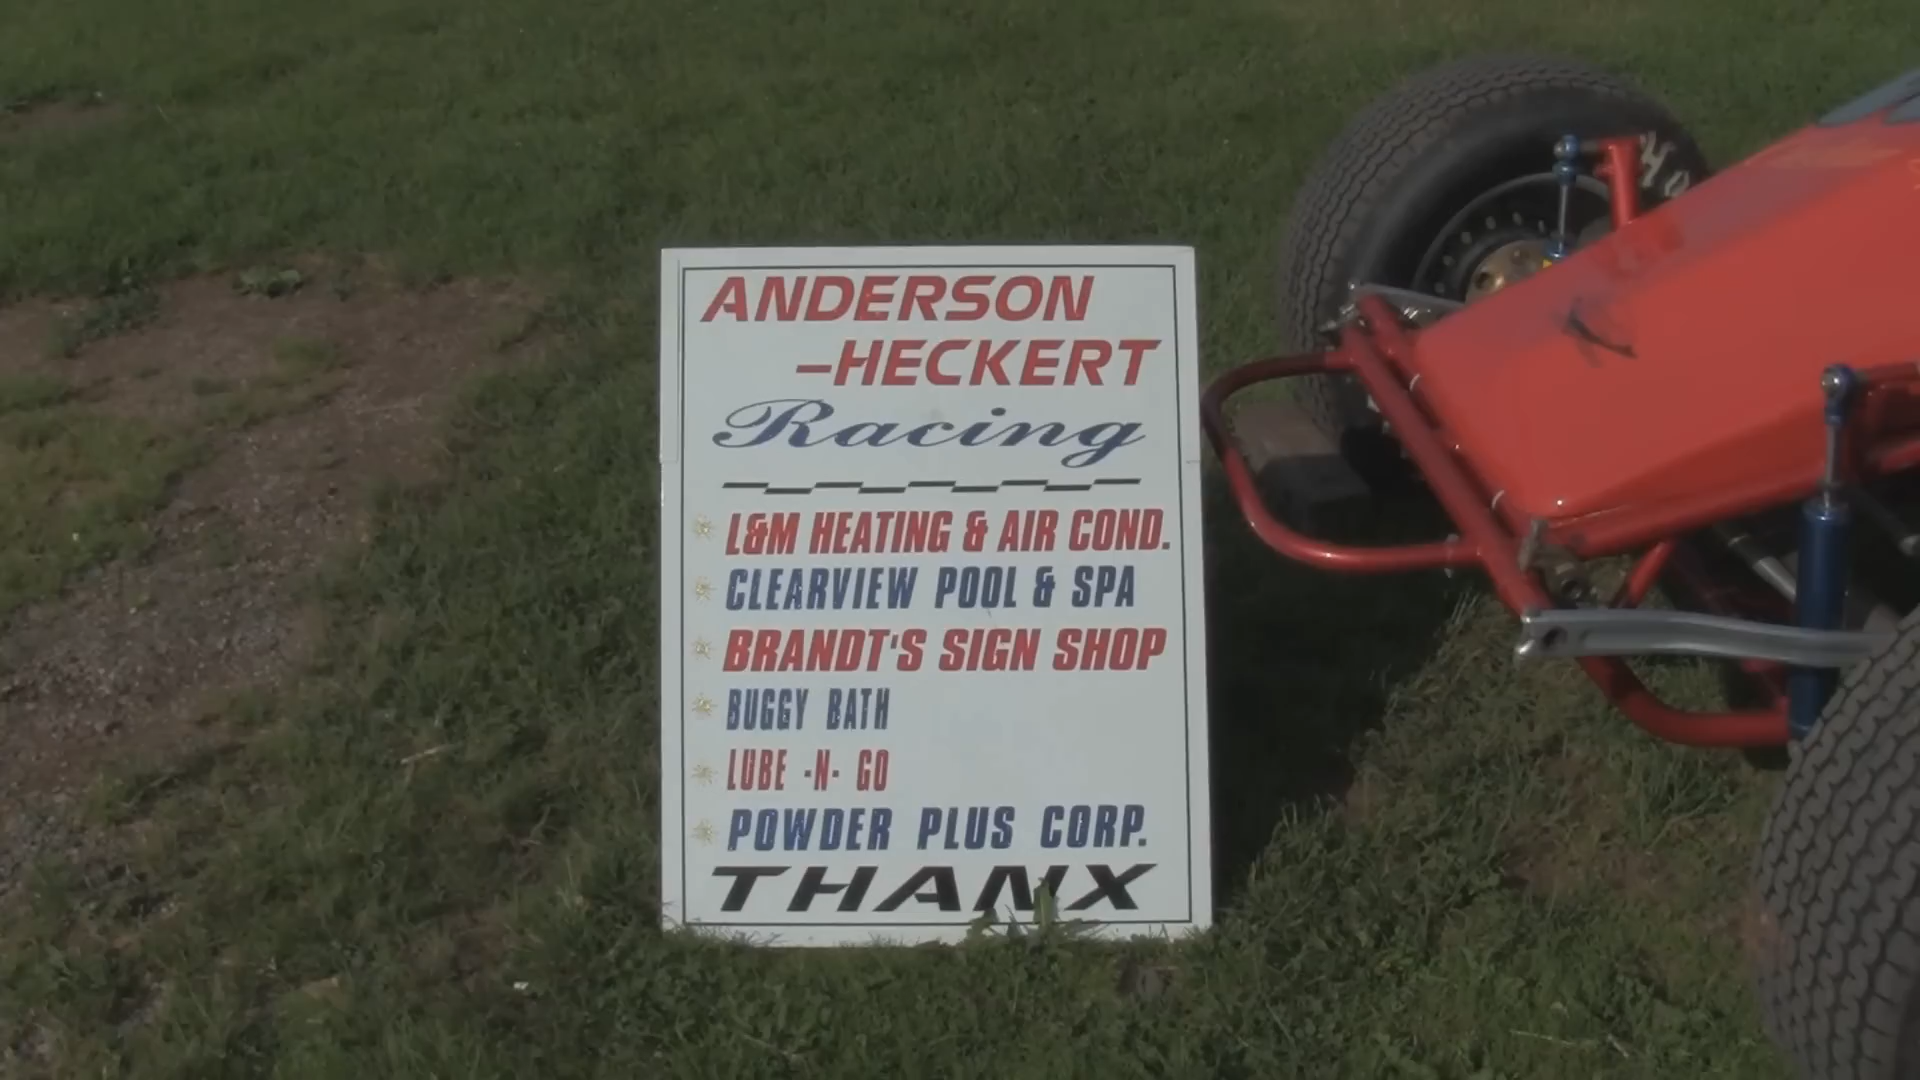 ANDERSON
-HECKERT
Racing
L&M HEATING & AIR COND.
CLEARVIEW POOL & SPA
BRANDT'S SIGN SHOP
BUGGY BATH
LUBE -N- GO
POWDER PLUS CORP.
THANX